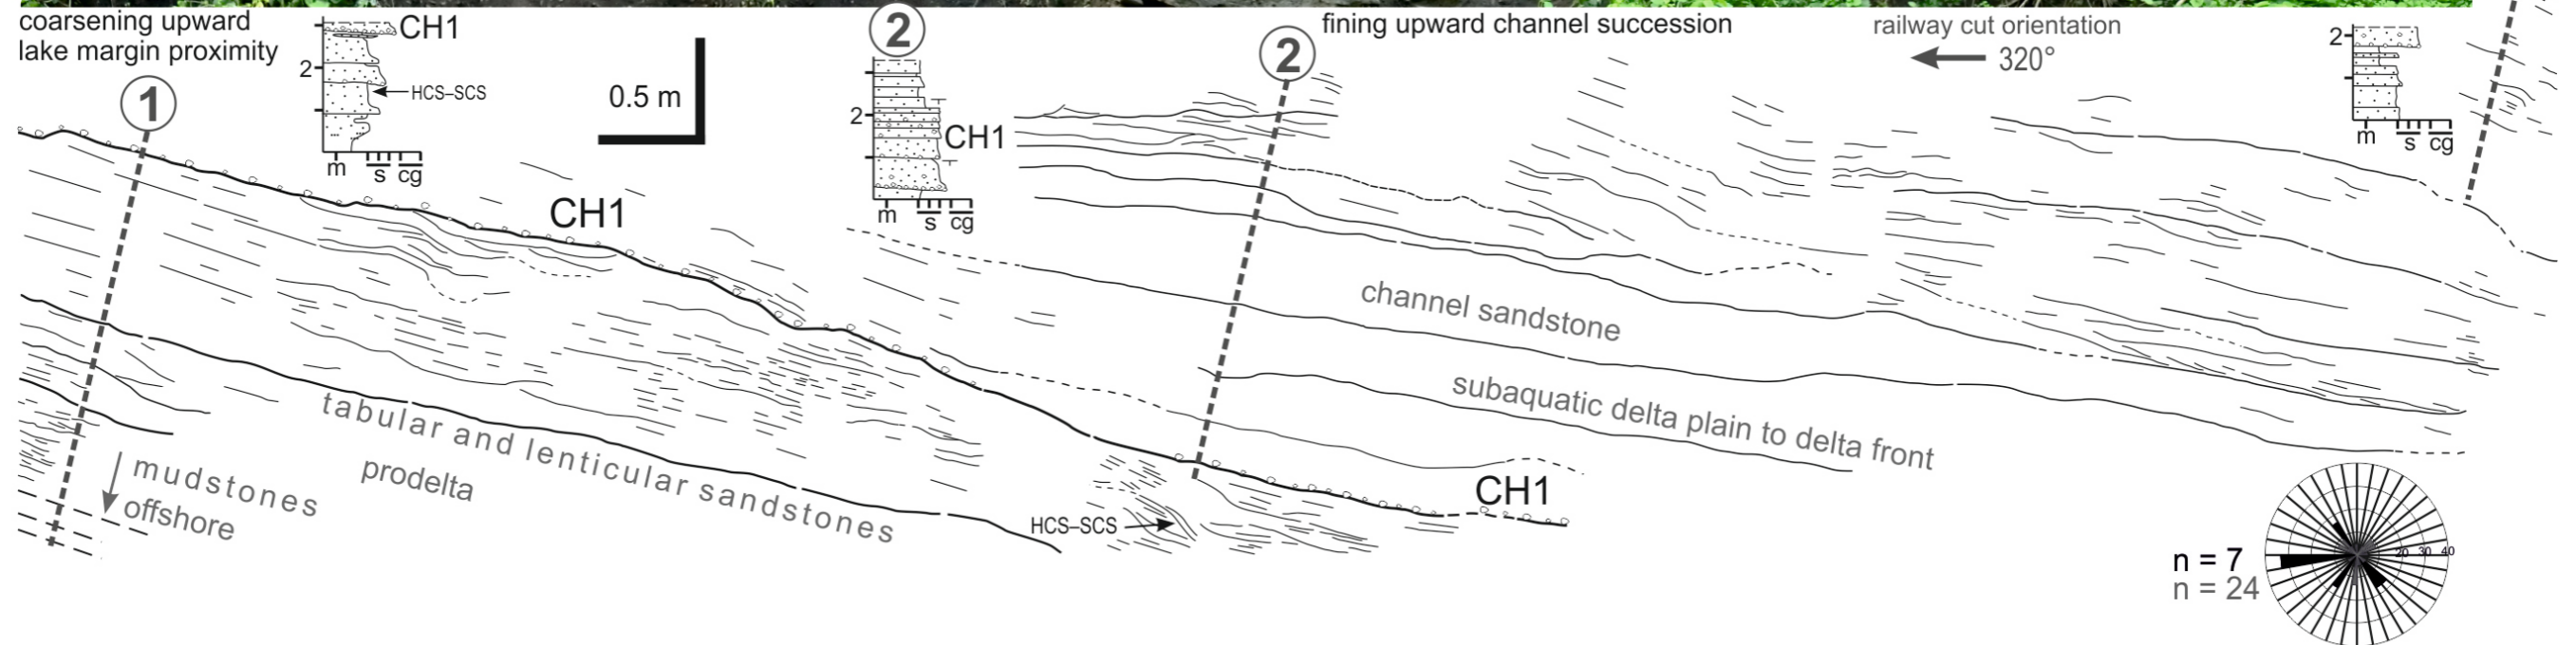 coarsening upward
lake margin proximity
1
CH1
2
HCS–SCS
m s cg
0.5 m
CH1
2
2
CH1
m s cg
2
fining upward channel succession
railway cut orientation
320°
2
m s cg
channel sandstone
subaquatic delta plain to delta front
tabular and lenticular sandstones
prodelta
mudstones
offshore
HCS–SCS
CH1
20 30 40
n = 7
n = 24